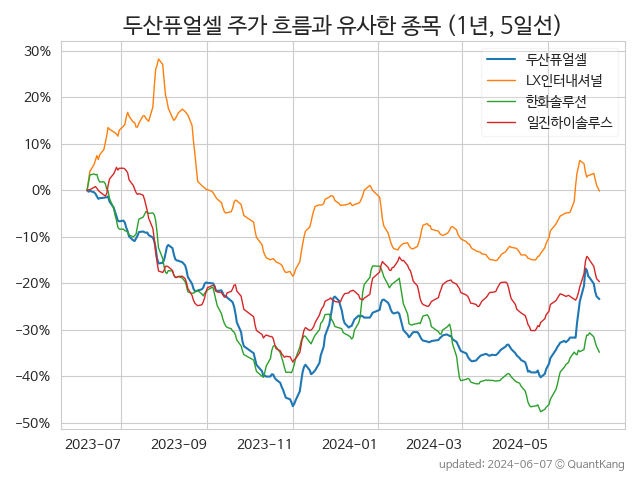 두산퓨얼셀 주가 흐름과 유사한 종목 (1년, 5일선)
두산퓨얼셀
LX인터내셔널
한화솔루션
일진하이솔루스
30%
20%
10%
0%
−10%
−20%
−30%
−40%
−50%
2023-07 2023-09 2023-11 2024-01 2024-03 2024-05
updated: 2024-06-07 © QuantKang